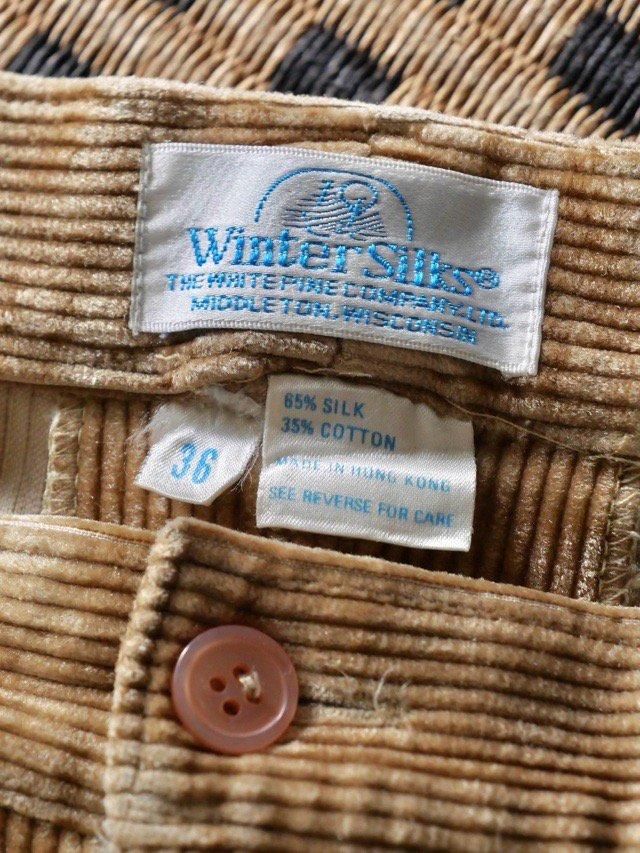 WinterSilks®
THE WHITE PINE COMPANY, LTD.
MIDDLETON, WISCONSIN
36
65% SILK
35% COTTON
MADE IN HONG KONG
SEE REVERSE FOR CARE